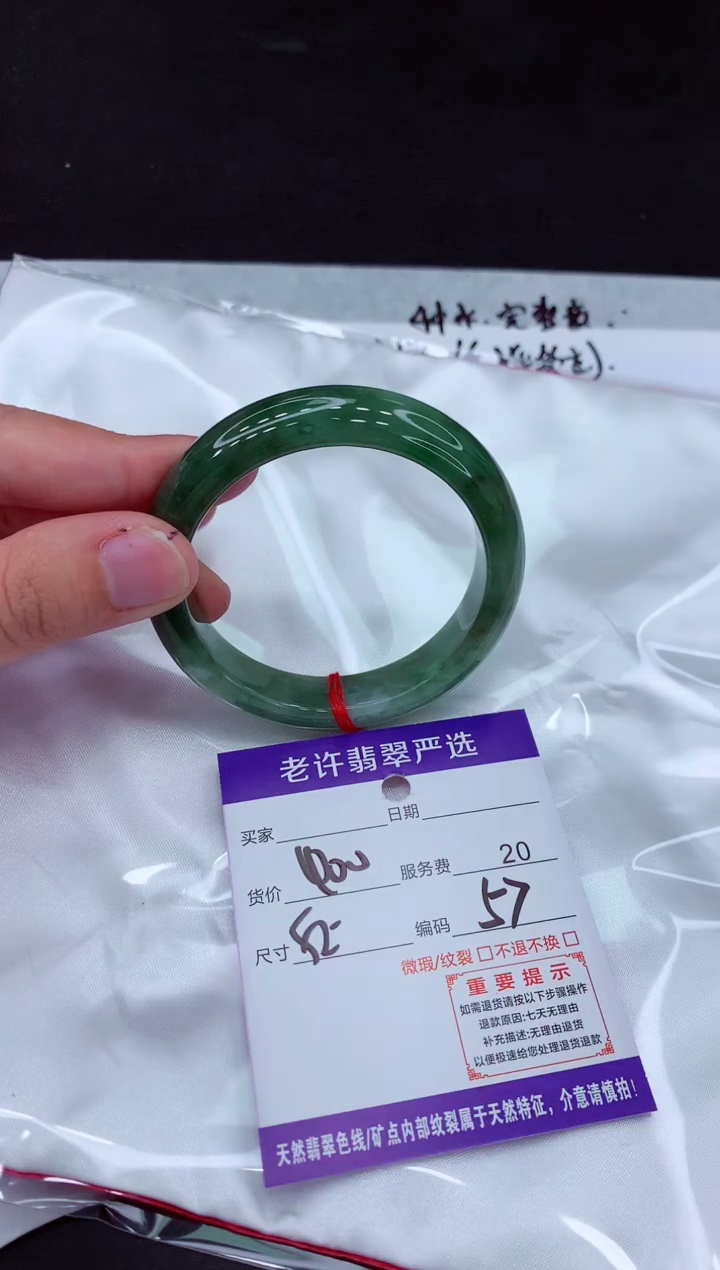 老许翡翠严选
买家 日期
货价 服务费 20
尺寸 编码 57
微瑕/纹裂 □ 不退不换 □
重要提示
如需退货请按以下步骤操作
退款原因:七天无理由
补充描述:无理由退货
以便极速给您处理退货退款
天然翡翠色线/矿点内部纹裂属于天然特征，介意请慎拍!